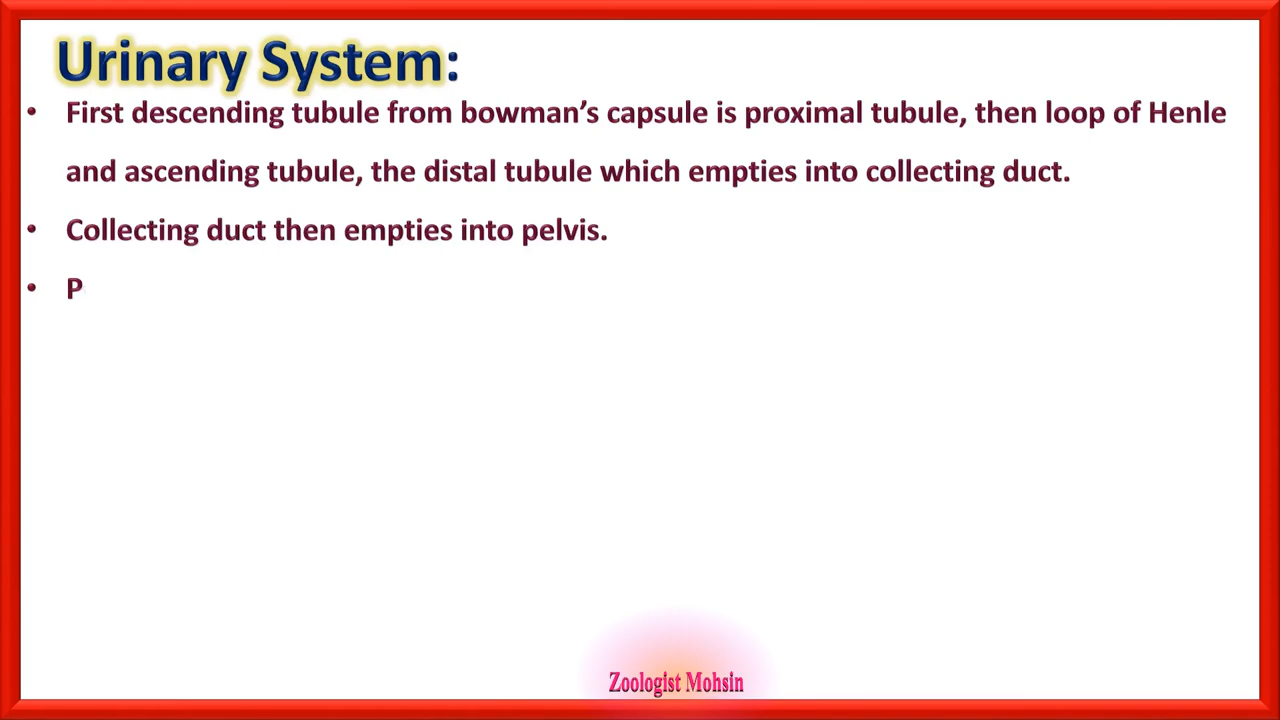 Urinary System:
• First descending tubule from bowman’s capsule is proximal tubule, then loop of Henle
and ascending tubule, the distal tubule which empties into collecting duct.
• Collecting duct then empties into pelvis.
• P
Zoologist Mohsin